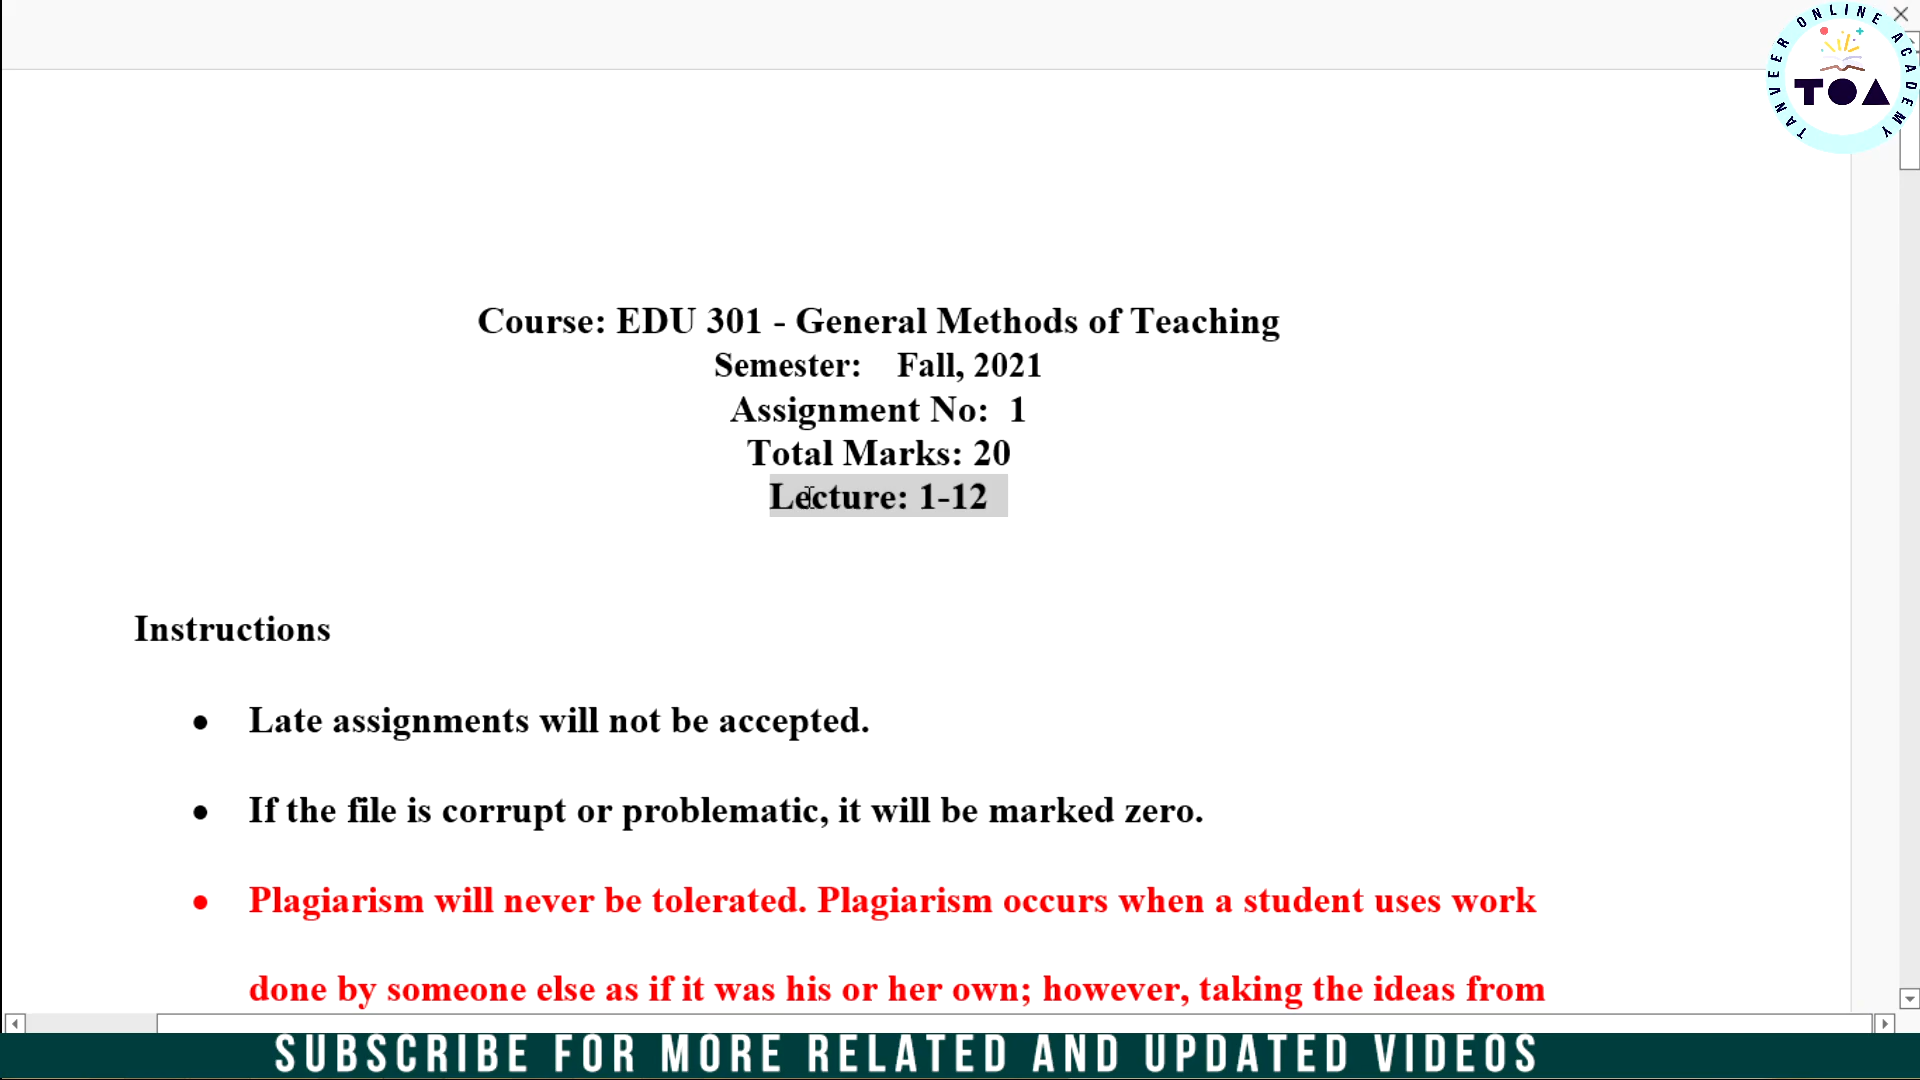 TANVEER ONLINE ACADEMY
TOA
Course: EDU 301 - General Methods of Teaching
Semester: Fall, 2021
Assignment No: 1
Total Marks: 20
Lecture: 1-12
Instructions
• Late assignments will not be accepted.
• If the file is corrupt or problematic, it will be marked zero.
• Plagiarism will never be tolerated. Plagiarism occurs when a student uses work
done by someone else as if it was his or her own; however, taking the ideas from
SUBSCRIBE FOR MORE RELATED AND UPDATED VIDEOS